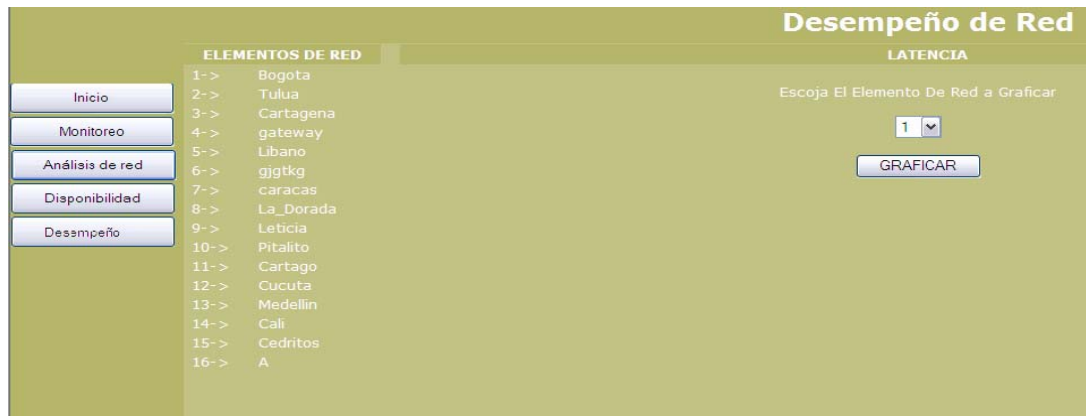 Desempeño de Red
ELEMENTOS DE RED
LATENCIA
Inicio
Monitoreo
Análisis de red
Disponibilidad
Desempeño
1-> Bogota
2-> Tulua
3-> Cartagena
4-> gateway
5-> Libano
6-> gjgtkg
7-> caracas
8-> La_Dorada
9-> Leticia
10-> Pitalito
11-> Cartago
12-> Cucuta
13-> Medellin
14-> Cali
15-> Cedritos
16-> A
Escoja El Elemento De Red a Graficar
1
GRAFICAR